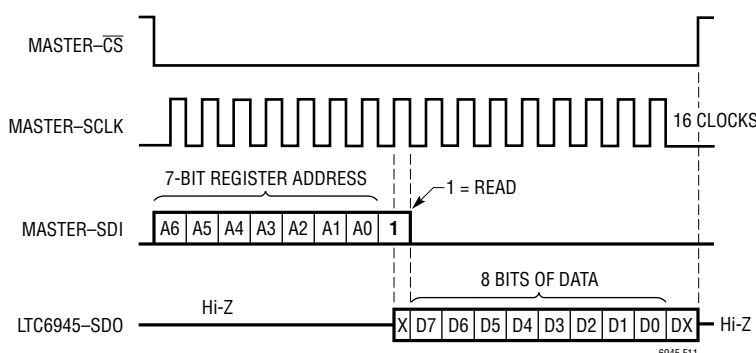 MASTER–CS
MASTER–SCLK
16 CLOCKS
7-BIT REGISTER ADDRESS
1 = READ
MASTER–SDI
A6 A5 A4 A3 A2 A1 A0 1
8 BITS OF DATA
LTC6945–SDO
Hi-Z
X D7 D6 D5 D4 D3 D2 D1 D0 DX
Hi-Z
6945 F11